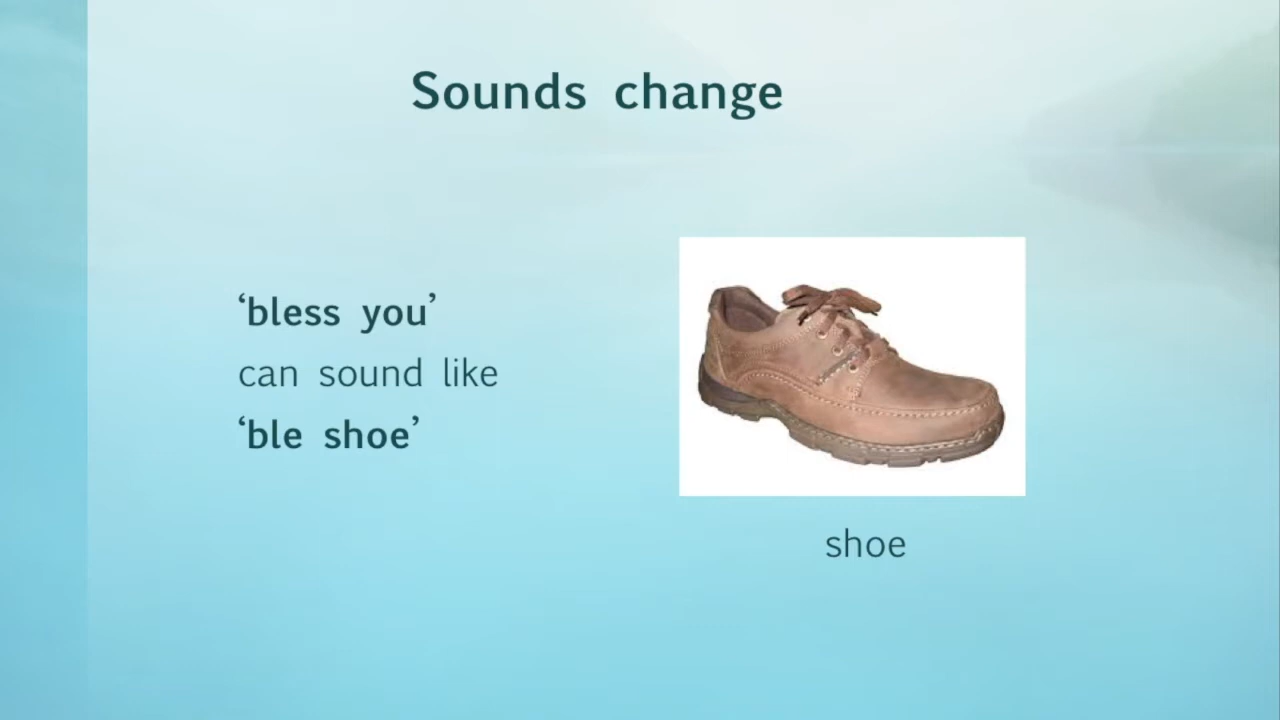 Sounds change
‘bless you’
can sound like
‘ble shoe’
shoe